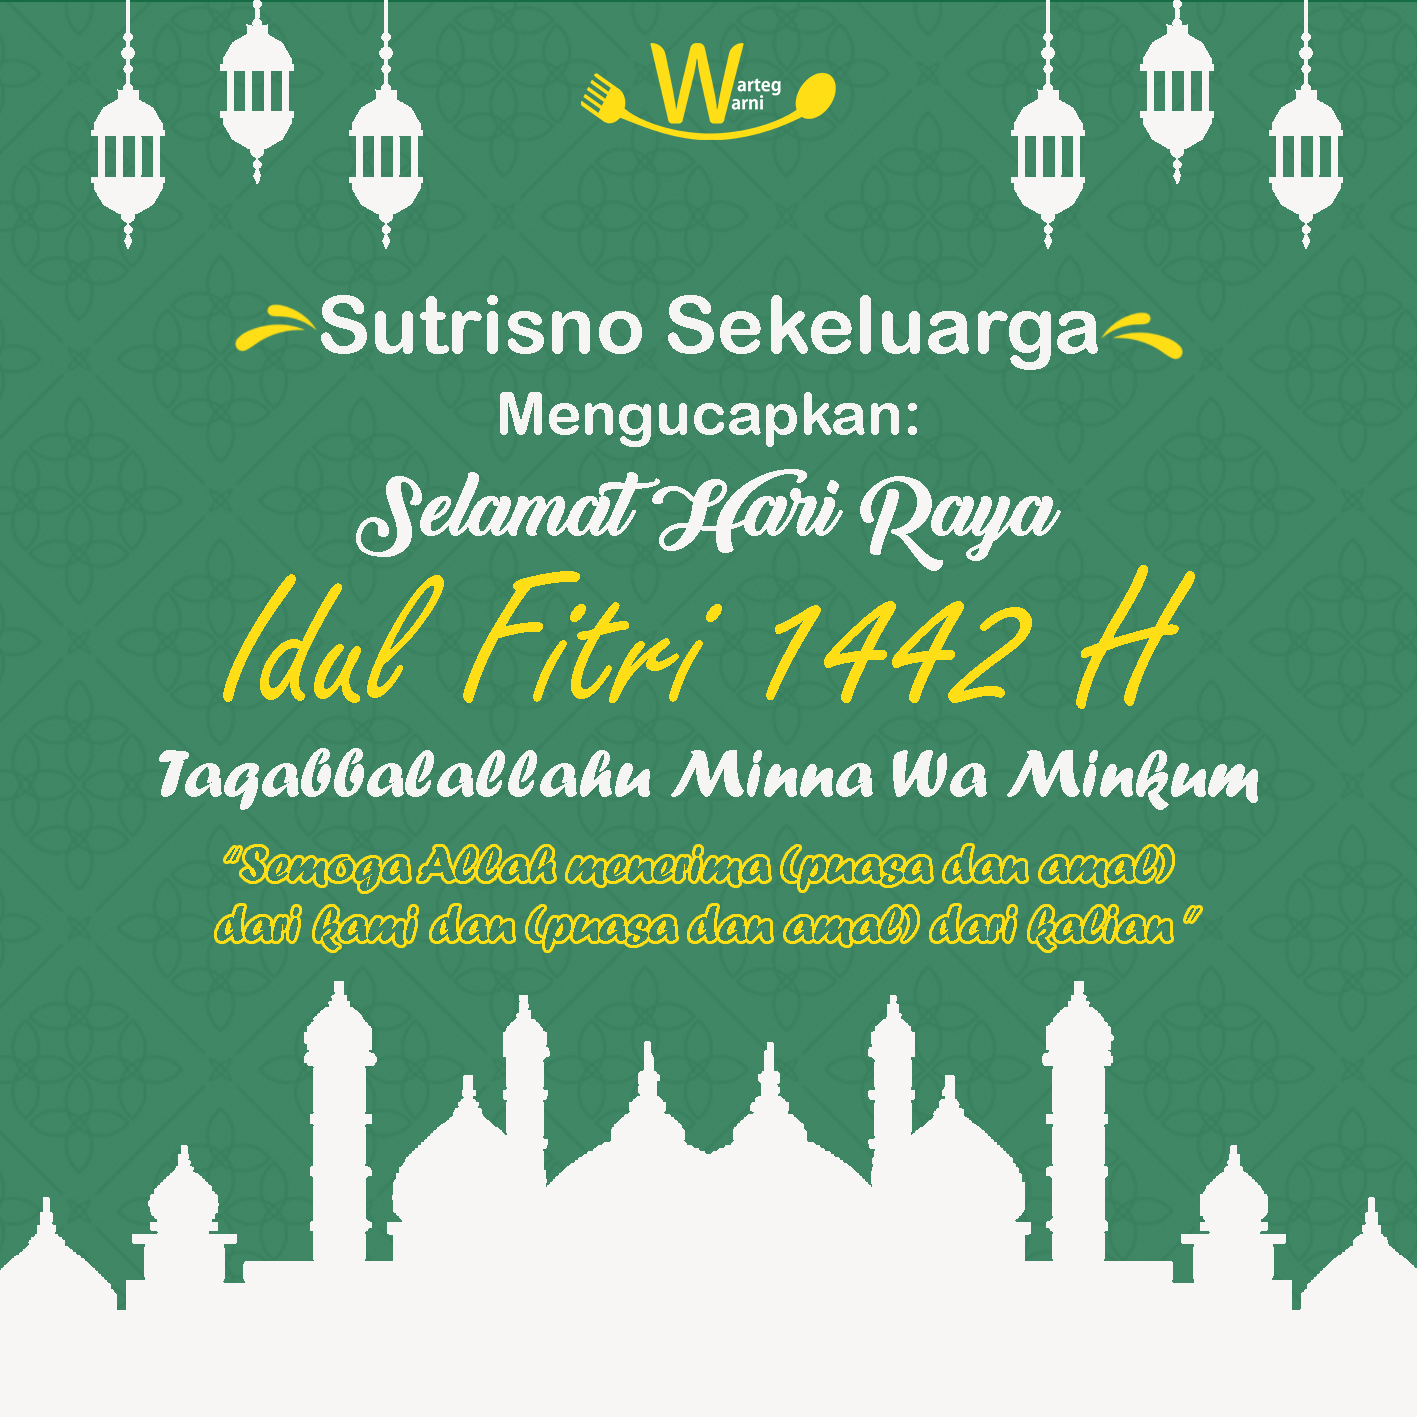 Warteg
Warni
Sutrisno Sekeluarga
Mengucapkan:
Selamat Hari Raya
Idul Fitri 1442 H
Taqabbalallahu Minna Wa Minkum
"Semoga Allah menerima (puasa dan amal)
dari kami dan (puasa dan amal) dari kalian"